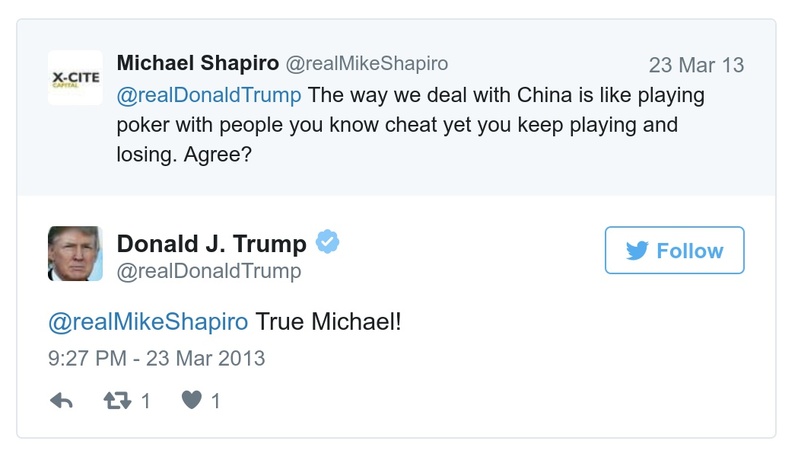 X-CITE
CAPITAL
Michael Shapiro @realMikeShapiro 23 Mar 13
@realDonaldTrump The way we deal with China is like playing
poker with people you know cheat yet you keep playing and
losing. Agree?
Donald J. Trump
@realDonaldTrump
Follow
@realMikeShapiro True Michael!
9:27 PM - 23 Mar 2013
1 1